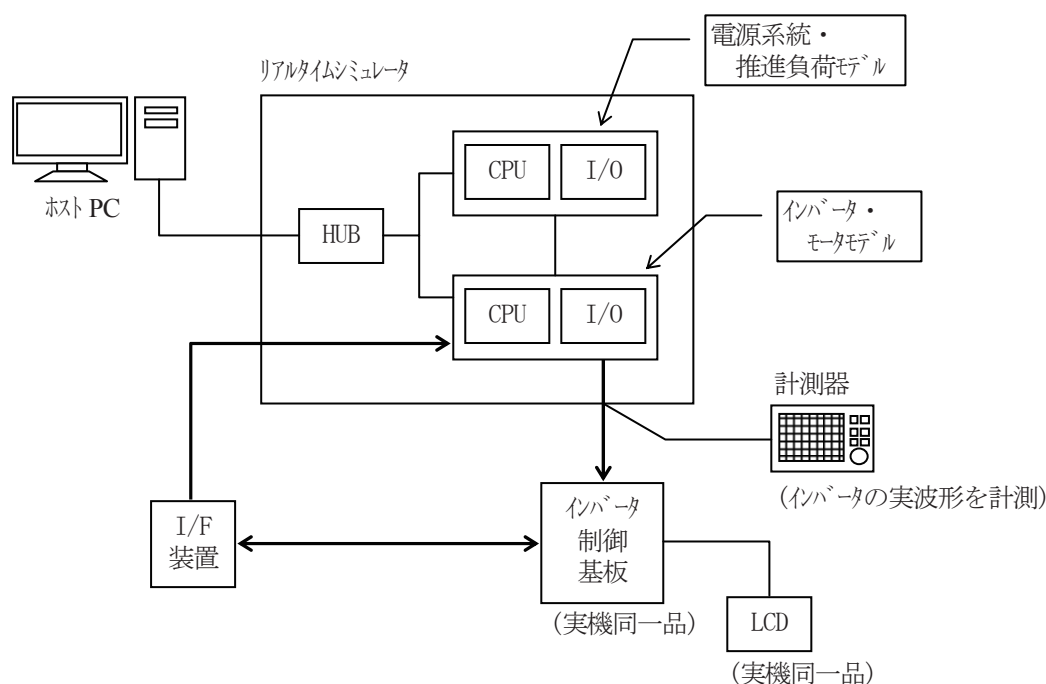 電源系統・
推進負荷ﾓﾃﾞﾙ
ﾘｱﾙﾀｲﾑｼﾐｭﾚｰﾀ
CPU
I/O
ﾎｽﾄ PC
HUB
ｲﾝﾊﾞｰﾀ・
ﾓｰﾀﾓﾃﾞﾙ
CPU
I/O
計測器
(ｲﾝﾊﾞｰﾀの実波形を計測)
I/F
装置
ｲﾝﾊﾞｰﾀ
制御
基板
(実機同一品)
LCD
(実機同一品)